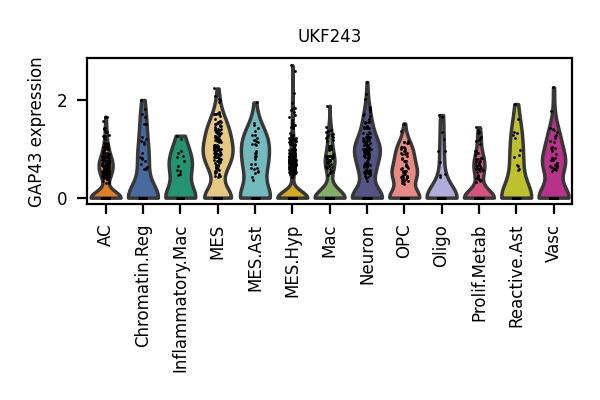 UKF243
GAP43 expression
2
0
AC
Chromatin.Reg
Inflammatory.Mac
MES
MES.Ast
MES.Hyp
Mac
Neuron
OPC
Oligo
Prolif.Metab
Reactive.Ast
Vasc